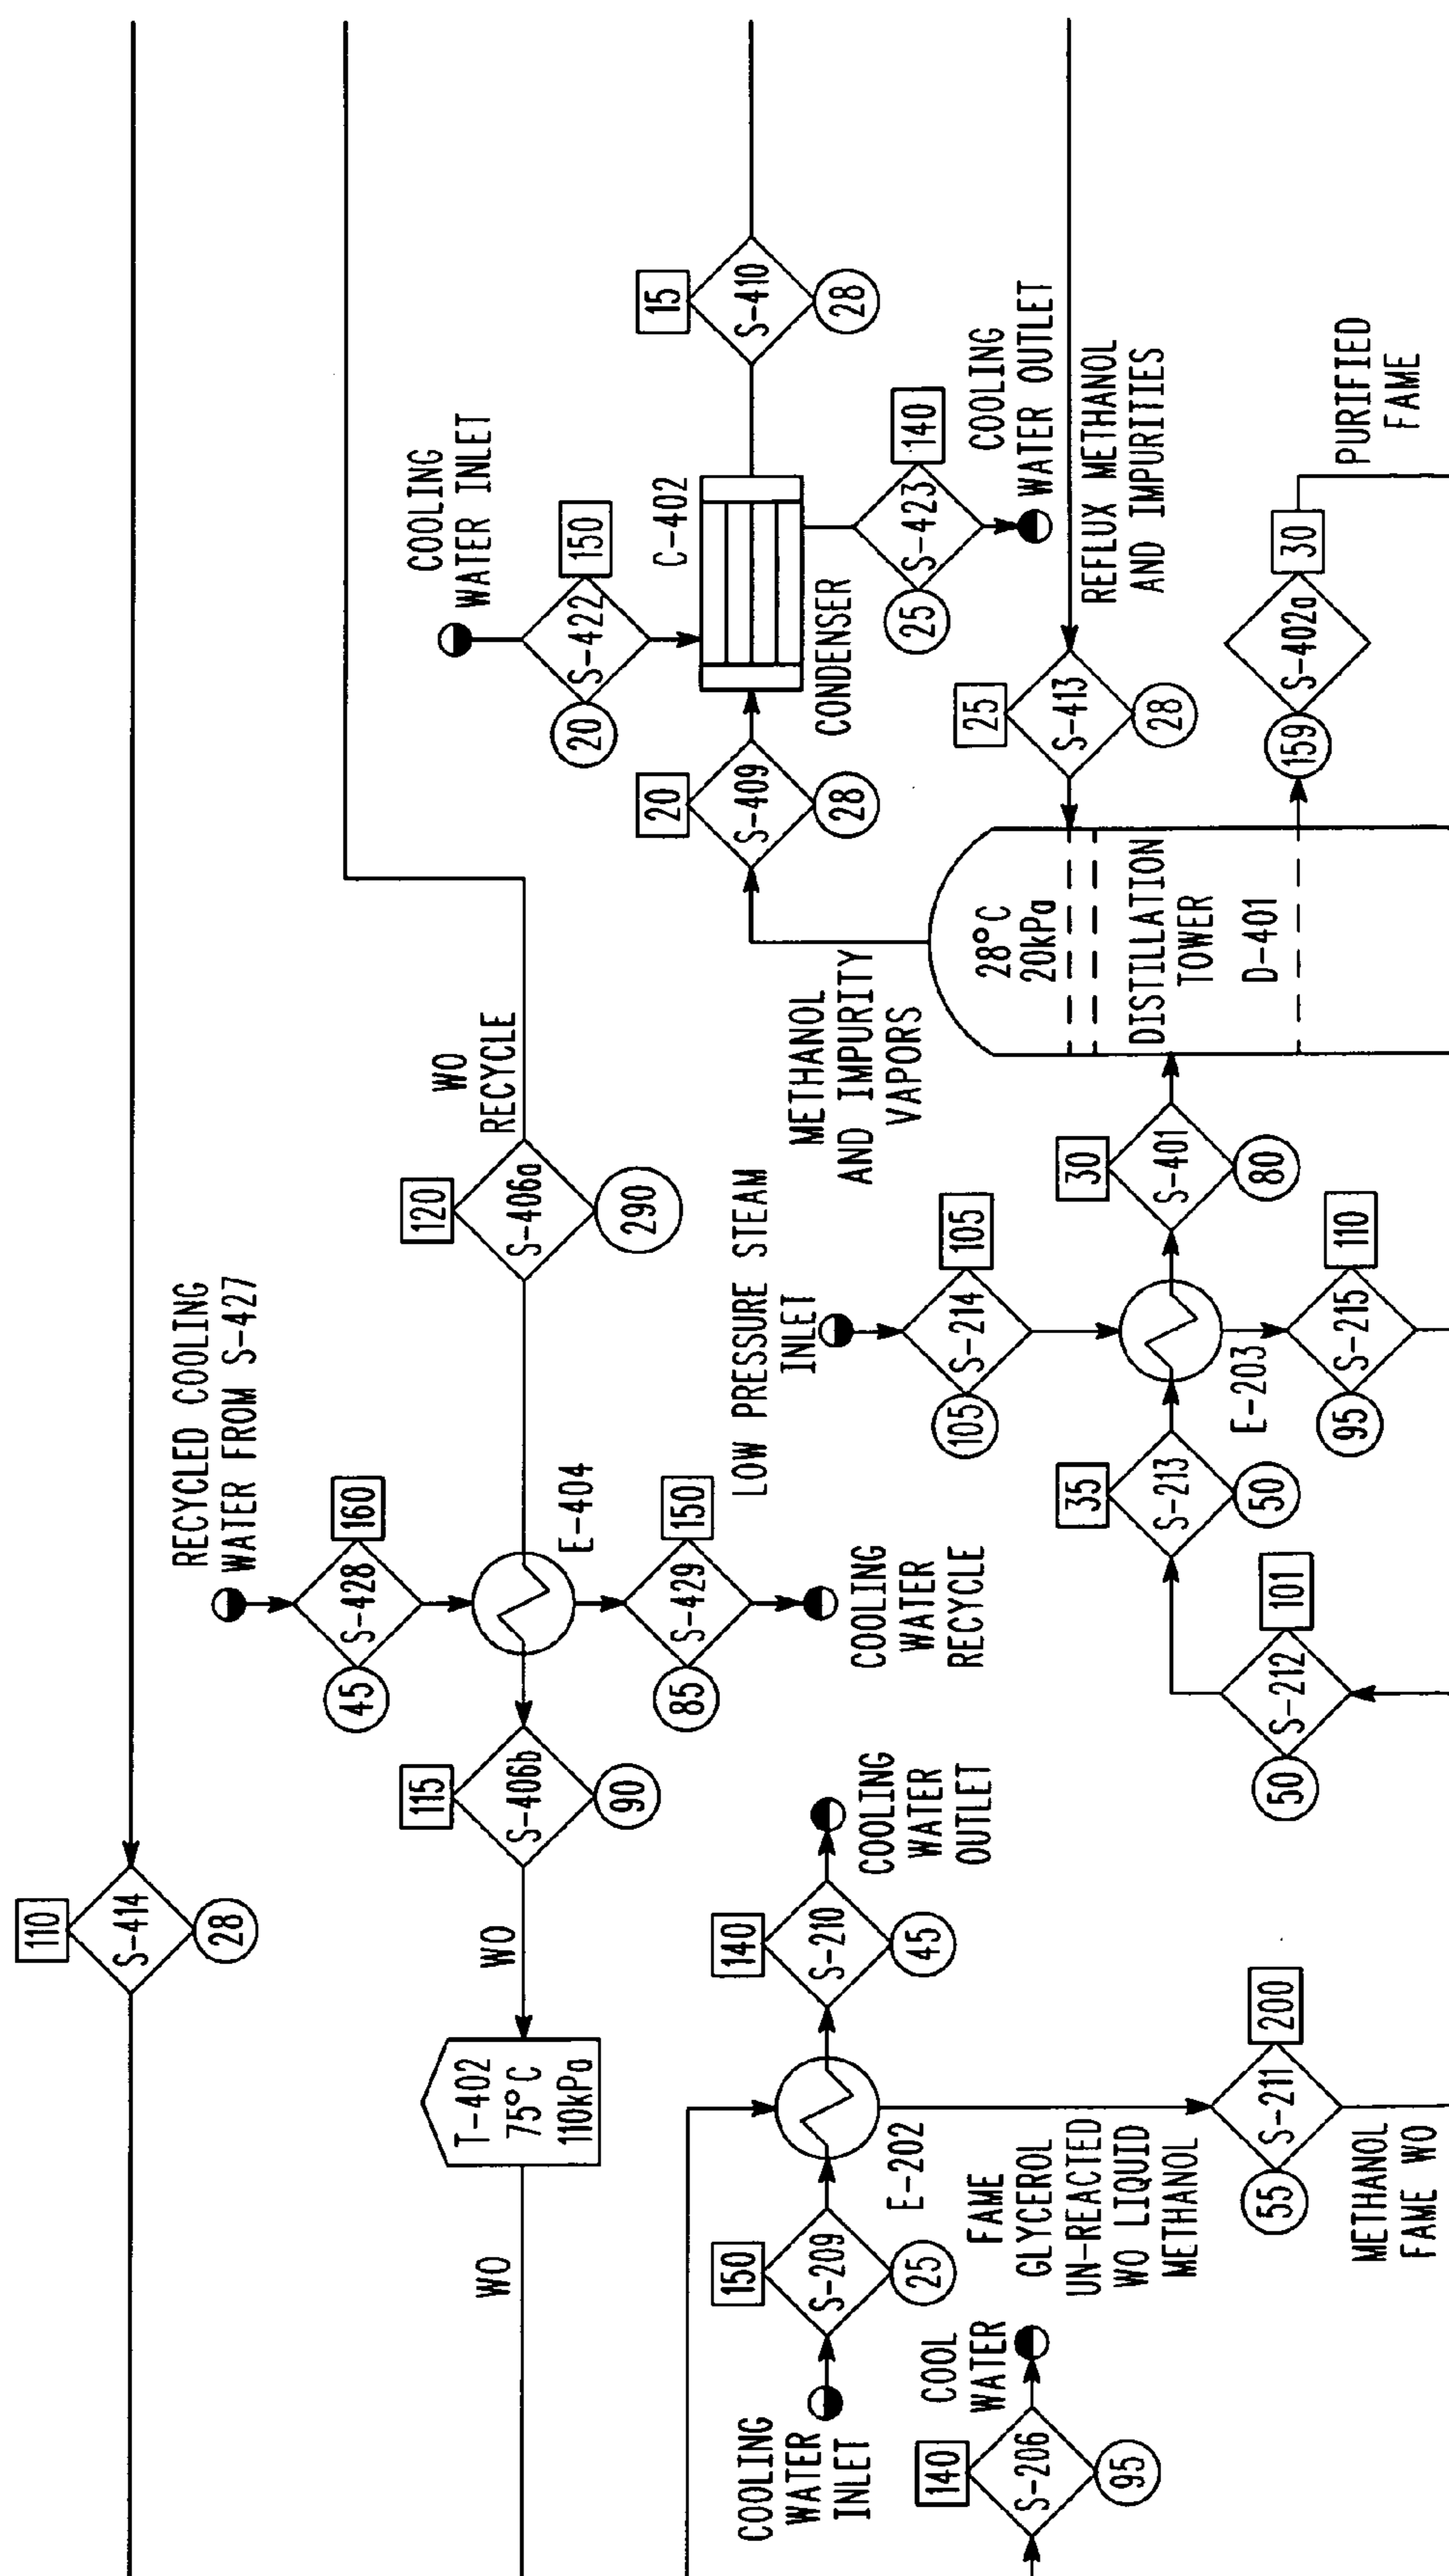 110
S-414
28
RECYCLED COOLING
WATER FROM S-427
45
S-428
160
WO
T-402
75°C
110kPa
WO
115
S-406b
90
E-404
120
S-406a
290
WO
RECYCLE
85
S-429
150
COOLING
WATER
RECYCLE
COOLING
WATER INLET
20
S-422
150
20
S-409
28
C-402
CONDENSER
15
S-410
28
25
S-423
140
COOLING
WATER OUTLET
COOLING
WATER
INLET
150
S-209
25
E-202
140
S-210
45
COOLING
WATER
OUTLET
LOW PRESSURE STEAM
INLET
105
S-214
105
METHANOL
AND IMPURITY
VAPORS
28°C
20kPa
DISTILLATION
TOWER
D-401
25
S-413
28
REFLUX METHANOL
AND IMPURITIES
140
S-206
95
COOL
WATER
FAME
GLYCEROL
UN-REACTED
WO LIQUID
METHANOL
55
S-211
200
METHANOL
FAME WO
50
S-212
101
35
S-213
50
E-203
30
S-401
80
95
S-215
110
159
S-402a
30
PURIFIED
FAME